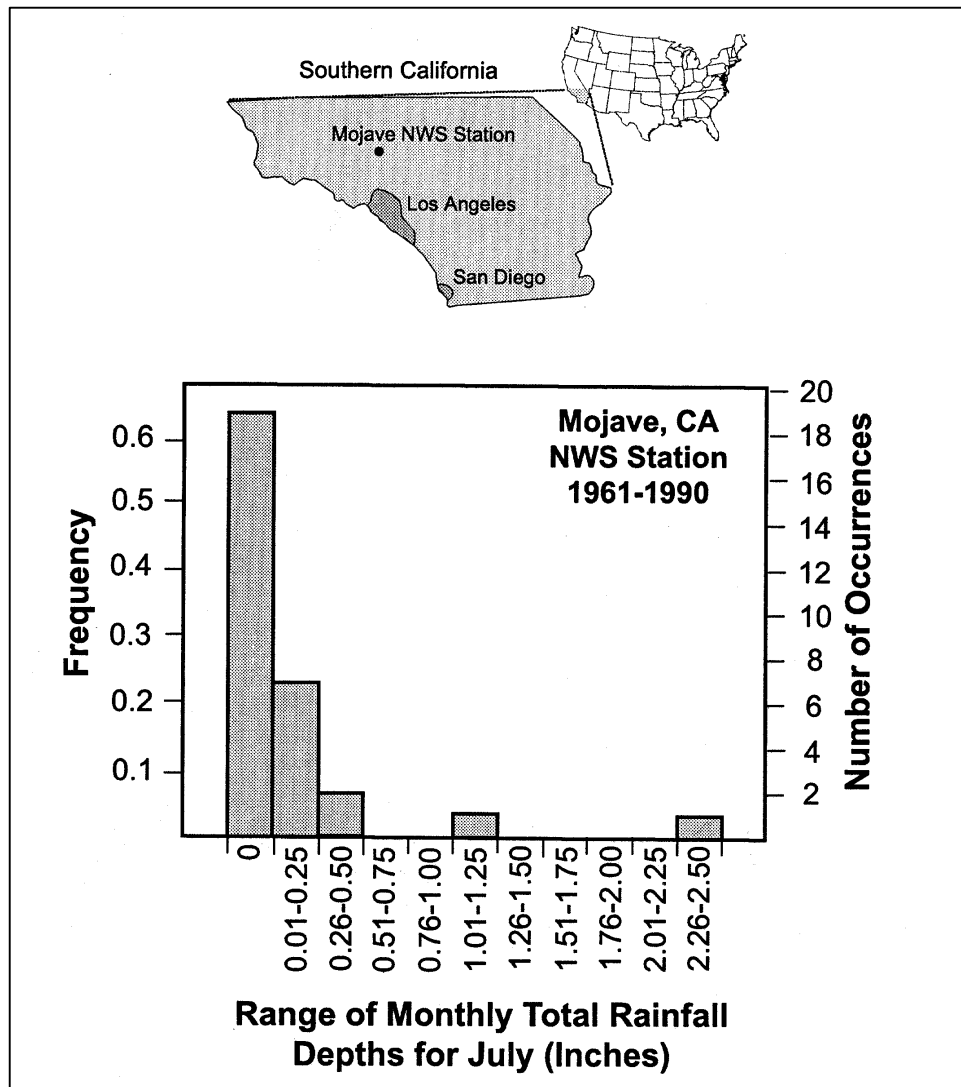 Southern California
Mojave NWS Station
Los Angeles
San Diego
Mojave, CA
NWS Station
1961-1990
Frequency
0.6
0.5
0.4
0.3
0.2
0.1
20
18
16
14
12
10
8
6
4
2
Number of Occurrences
0
0.01-0.25
0.26-0.50
0.51-0.75
0.76-1.00
1.01-1.25
1.26-1.50
1.51-1.75
1.76-2.00
2.01-2.25
2.26-2.50
Range of Monthly Total Rainfall
Depths for July (Inches)